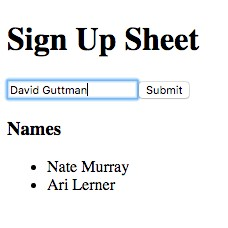 Sign Up Sheet
David Guttman Submit
Names
Nate Murray
Ari Lerner